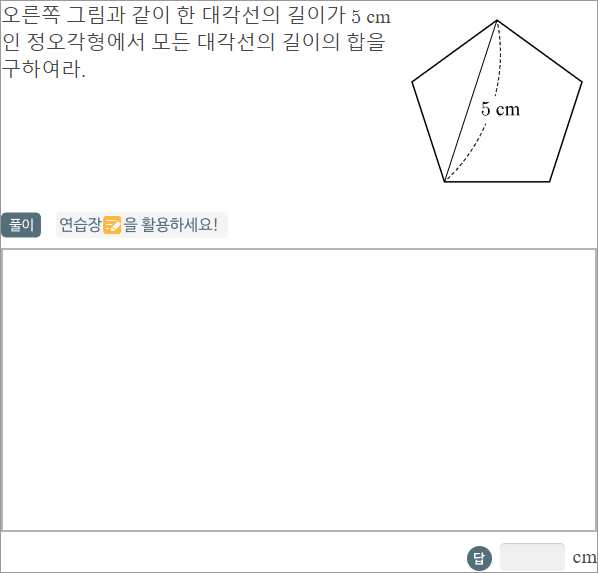 오른쪽 그림과 같이 한 대각선의 길이가 5 cm
인 정오각형에서 모든 대각선의 길이의 합을
구하여라.
5 cm
풀이
연습장을 활용하세요!
답 cm